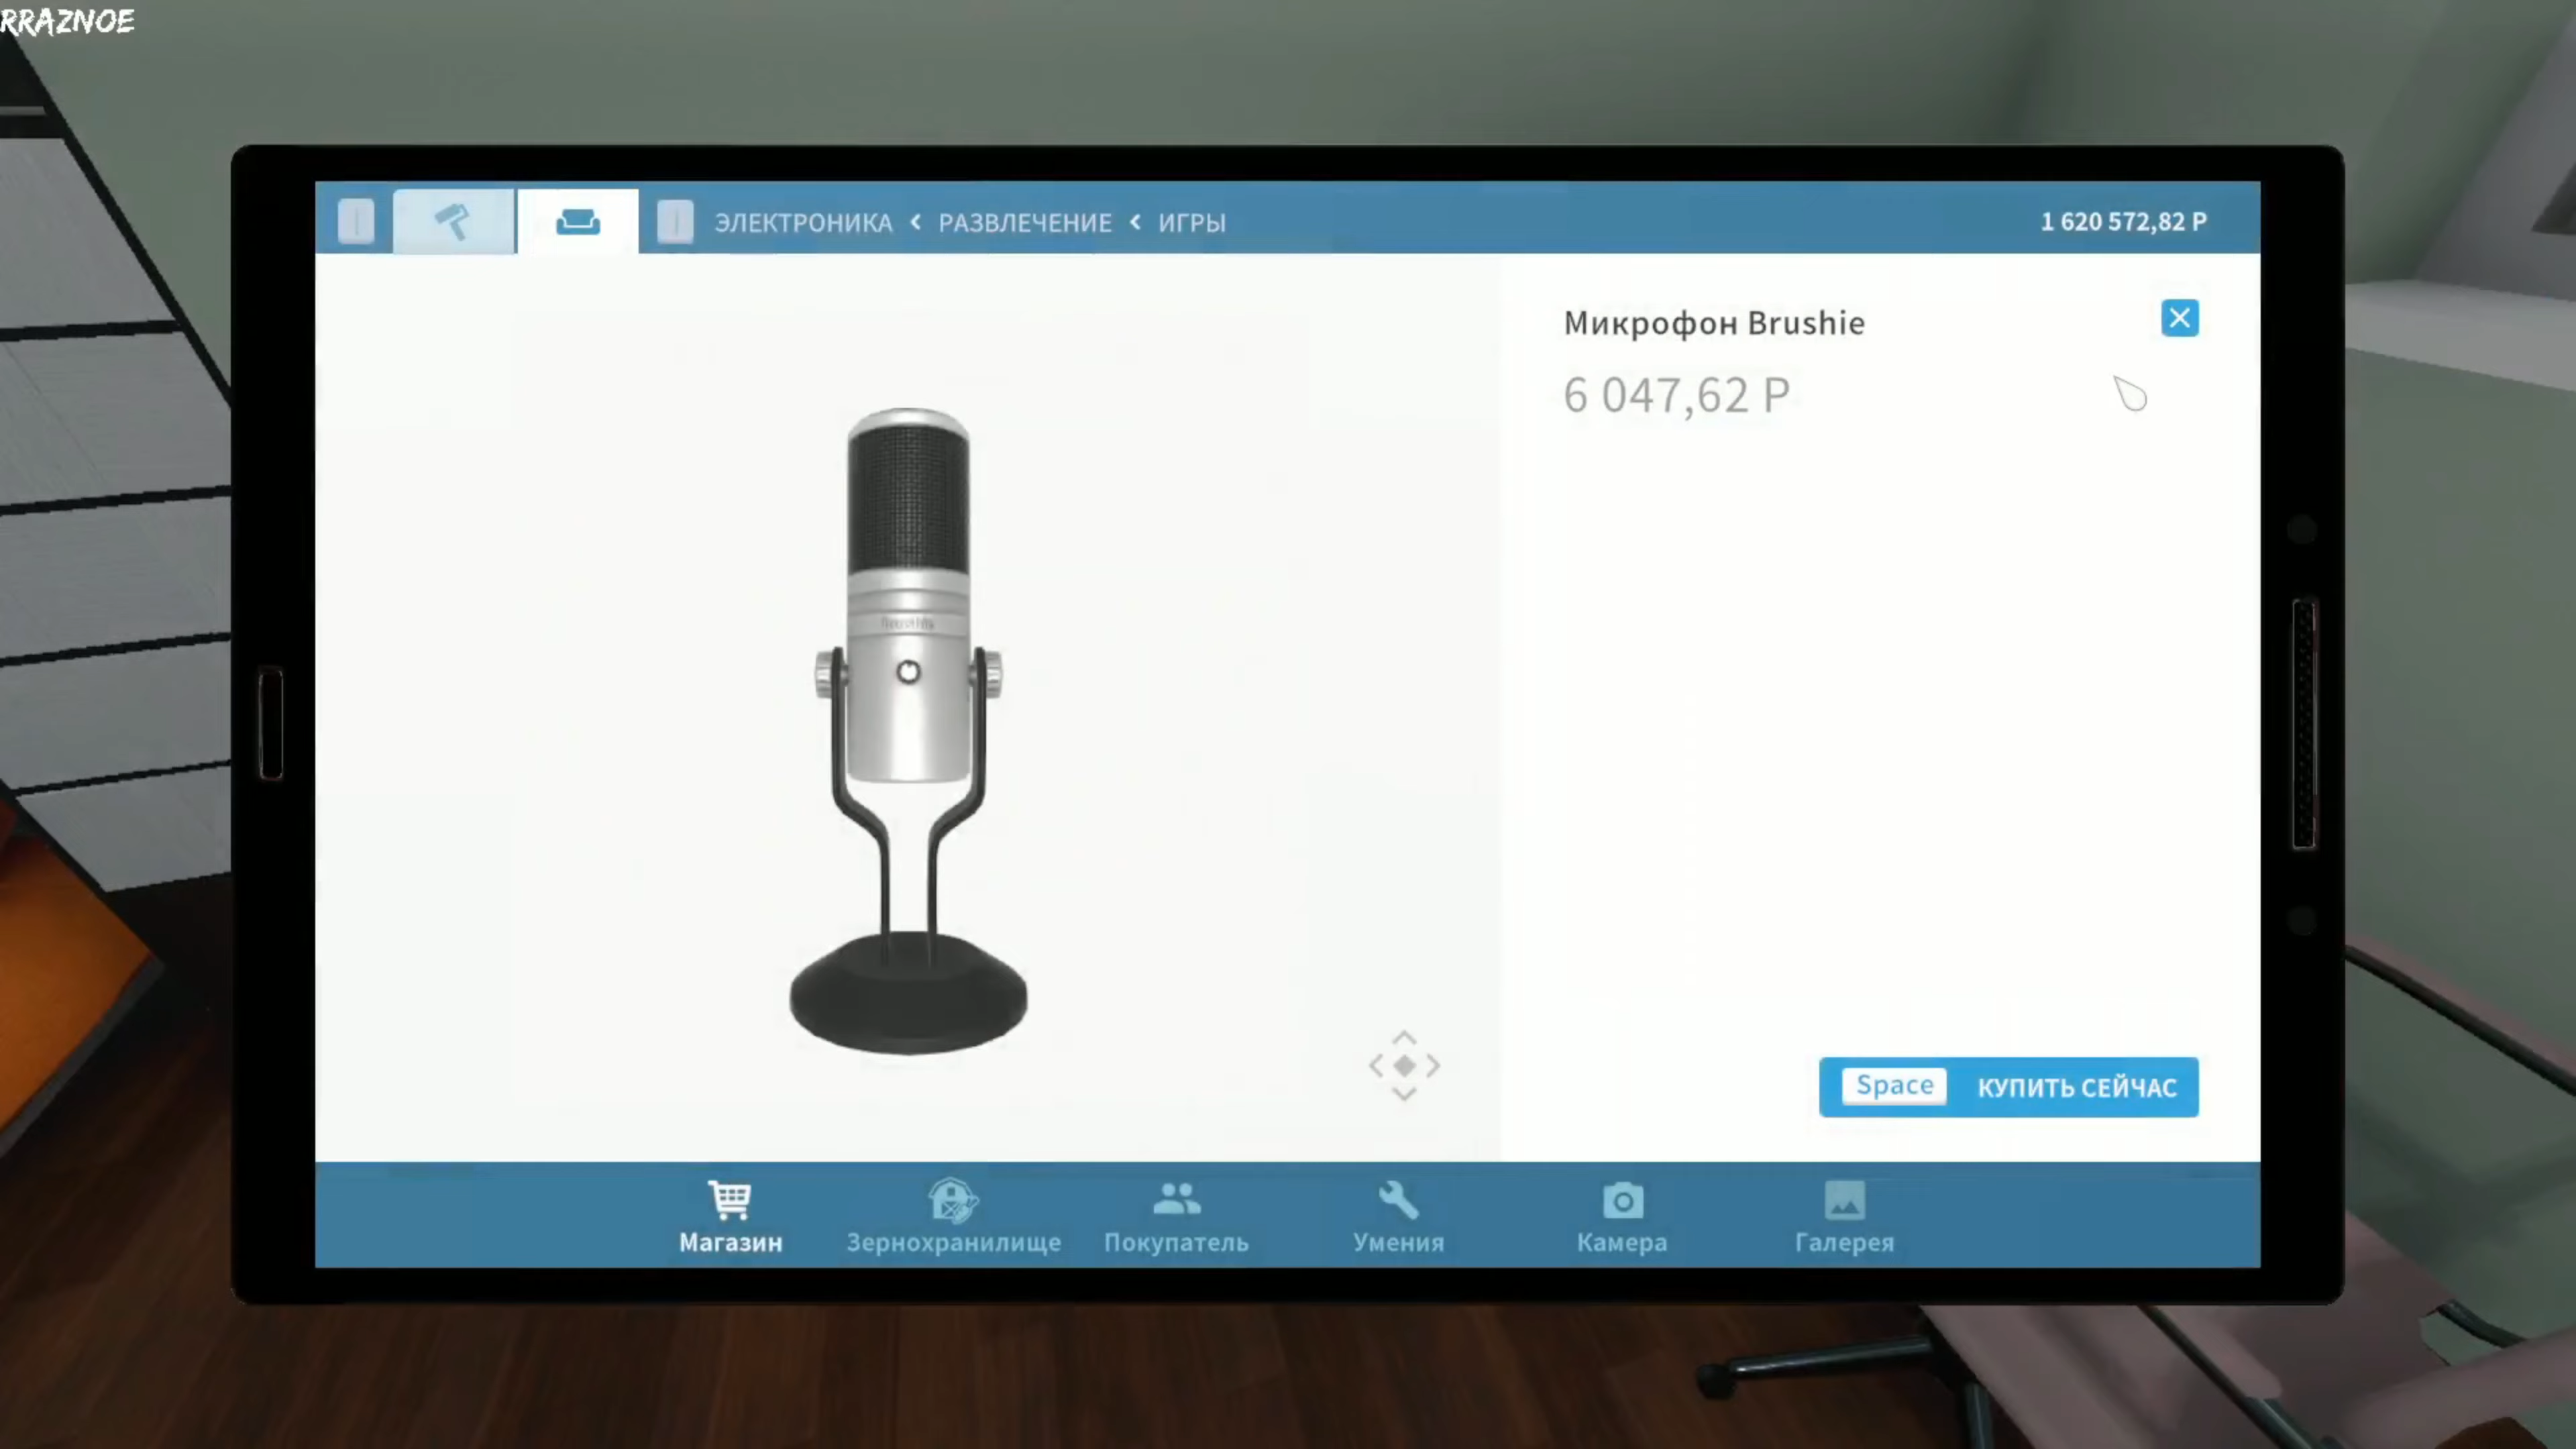 RRAZNOE
ЭЛЕКТРОНИКА < РАЗВЛЕЧЕНИЕ < ИГРЫ
1 620 572,82 Р
Микрофон Brushie
6 047,62 Р
Brushie
Space КУПИТЬ СЕЙЧАС
Магазин Зернохранилище Покупатель Умения Камера Галерея